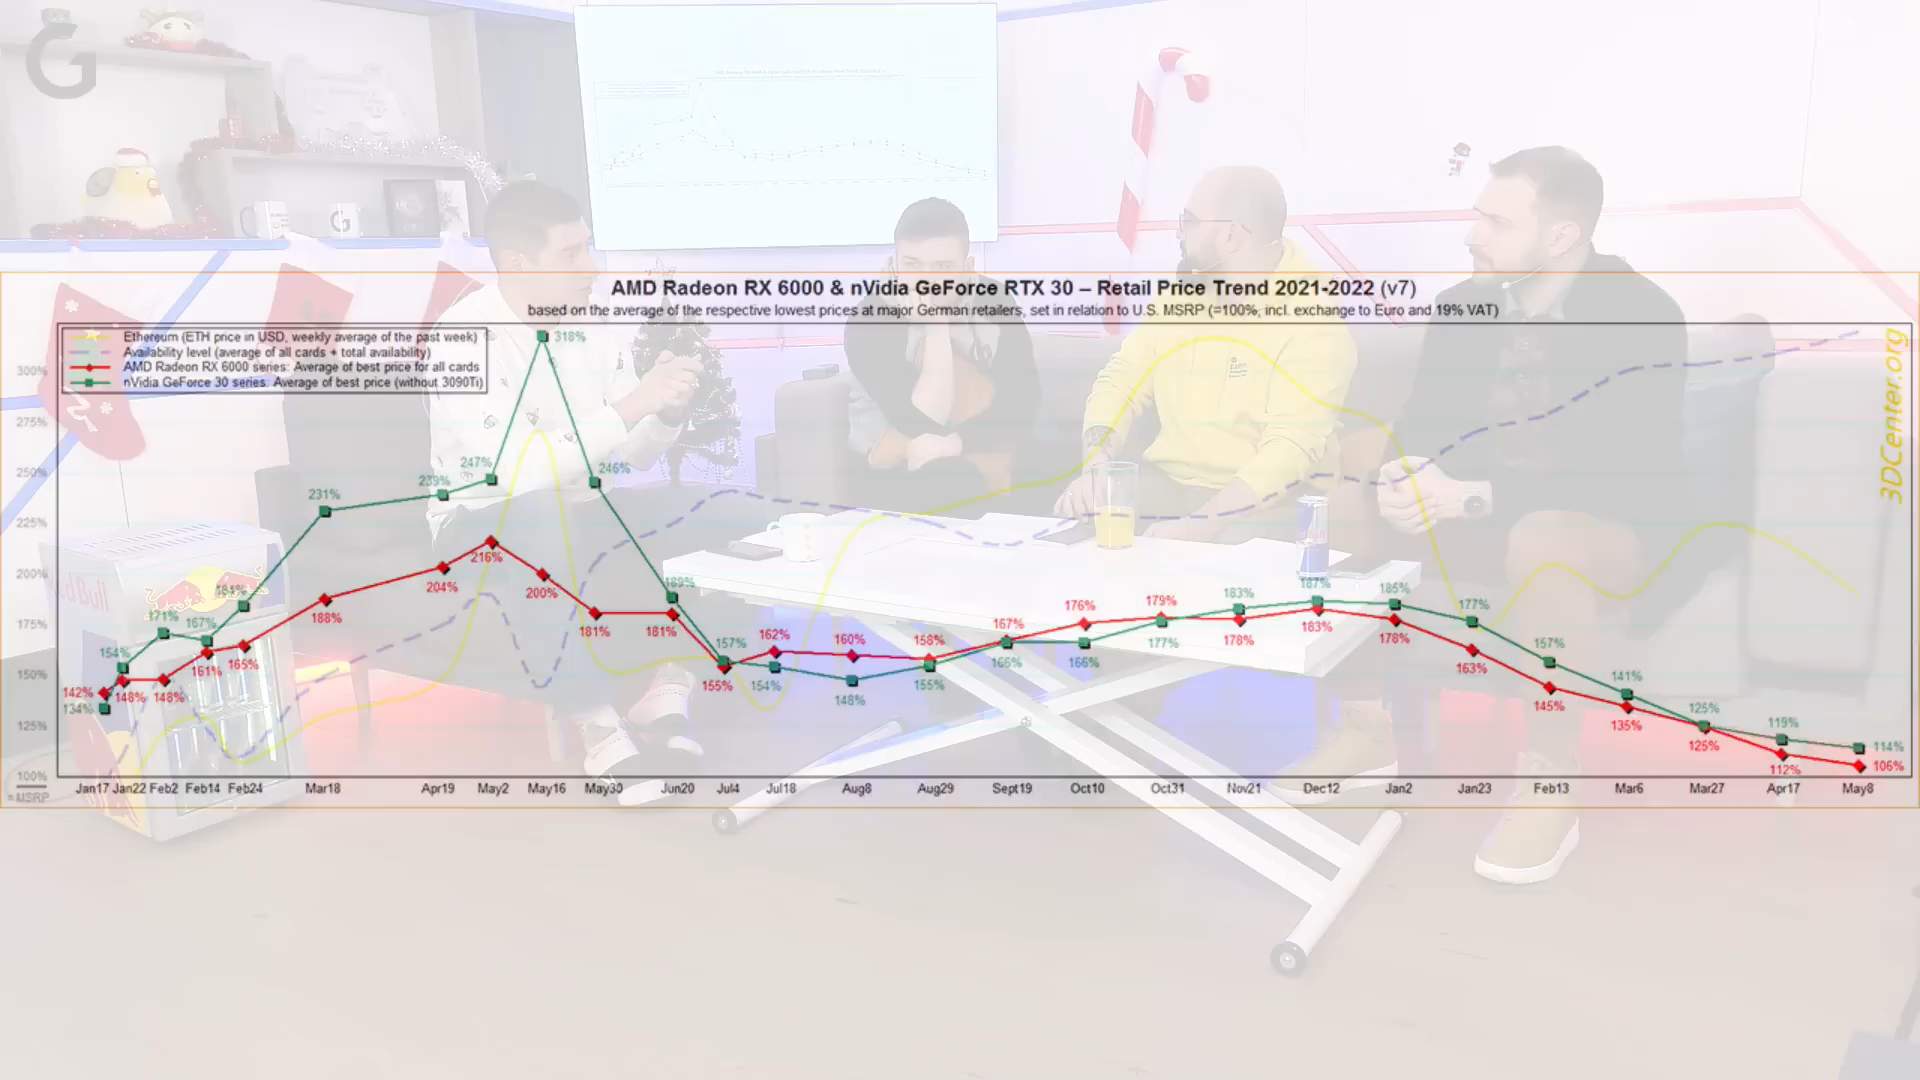 G
AMD Radeon RX 6000 & nVidia GeForce RTX 30 – Retail Price Trend 2021-2022 (v7)
based on the average of the respective lowest prices at major German retailers, set in relation to U.S. MSRP (=100%, incl. exchange to Euro and 19% VAT)
Ethereum (ETH price in USD, weekly average of the past week)
Availability level (average of all cards + total availability)
AMD Radeon RX 6000 series: Average of best price for all cards
nVidia GeForce 30 series: Average of best price (without 3090Ti)
3DCenter.org
300%
275%
250%
225%
200%
175%
150%
125%
100%
= MSRP
134% 154% 171% 167% 184% 231% 239% 247% 318% 246% 189% 157% 154% 148% 155% 166% 166% 177% 183% 187% 185% 177% 157% 141% 125% 119% 114%
142% 148% 148% 161% 165% 188% 204% 216% 200% 181% 181% 155% 162% 160% 158% 167% 176% 179% 178% 183% 178% 163% 145% 135% 125% 112% 106%
Jan17 Jan22 Feb2 Feb14 Feb24 Mar18 Apr19 May2 May16 May30 Jun20 Jul4 Jul18 Aug8 Aug29 Sept19 Oct10 Oct31 Nov21 Dec12 Jan2 Jan23 Feb13 Mar6 Mar27 Apr17 May8
G
Red Bull